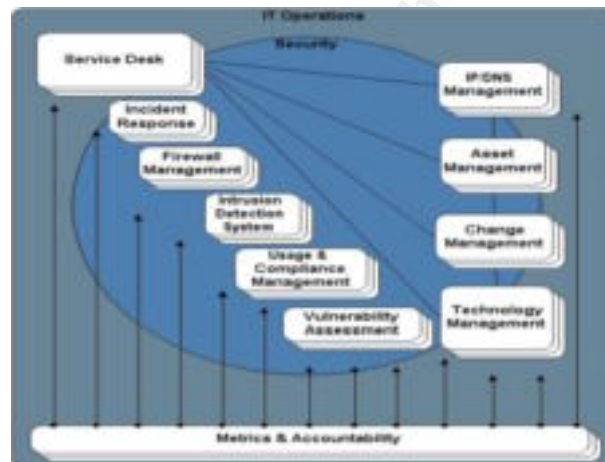 IT Operations
Security
Service Desk
IP/DNS
Management
Incident
Response
Firewall
Management
Asset
Management
Intrusion
Detection
System
Change
Management
Usage &
Compliance
Management
Vulnerability
Assessment
Technology
Management
Metrics & Accountability